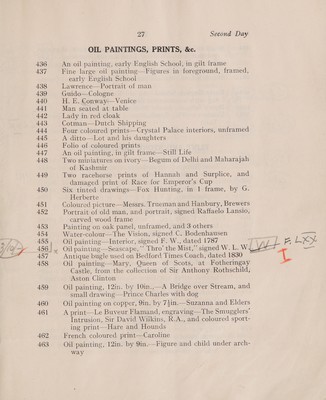 27
Second Day
OIL PAINTINGS, PRINTS, &c.
436 An oil painting, early English School, in gilt frame
437 Fine large oil painting—Figures in foreground, framed,
early English School
438 Lawrence—Portrait of man
439 Guido—Cologne
440 H. E. Conway—Venice
441 Man seated at table
442 Lady in red cloak
443 Cotman—Dutch Shipping
444 Four coloured prints—Crystal Palace interiors, unframed
445 A ditto—Lot and his daughters
446 Folio of coloured prints
447 An oil painting, in gilt frame—Still Life
448 Two miniatures on ivory—Begum of Delhi and Maharajah
of Kashmir
449 Two racehorse prints of Hannah and Surplice, and
damaged print of Race for Emperor's Cup
450 Six tinted drawings—Fox Hunting, in 1 frame, by G.
Herberte
451 Coloured picture—Messrs. Trueman and Hanbury, Brewers
452 Portrait of old man, and portrait, signed Raffaelo Lansio,
carved wood frame
453 Painting on oak panel, unframed, and 3 others
454 Water-colour—The Vision, signed C. Bodenhausen
455 Oil painting—Interior, signed F. W., dated 1787
456 Oil painting—Seascape, "Thro' the Mist," signed W. L. W.
457 Antique bugle used on Bedford Times Coach, dated 1830
I
458 Oil painting—Mary, Queen of Scots, at Fotheringay
Castle, from the collection of Sir Anthony Rothschild,
Aston Clinton
459 Oil painting, 12in. by 10in.,—A Bridge over Stream, and
small drawing—Prince Charles with dog
460 Oil painting on copper, 9in. by 7½in.—Suzanna and Elders
461 A print—Le Buveur Flamand, engraving—The Smugglers'
Intrusion, Sir David Wilkins, R.A., and coloured sport-
ing print—Hare and Hounds
462 French coloured print—Caroline
463 Oil painting, 12in. by 9in.—Figure and child under arch-
way